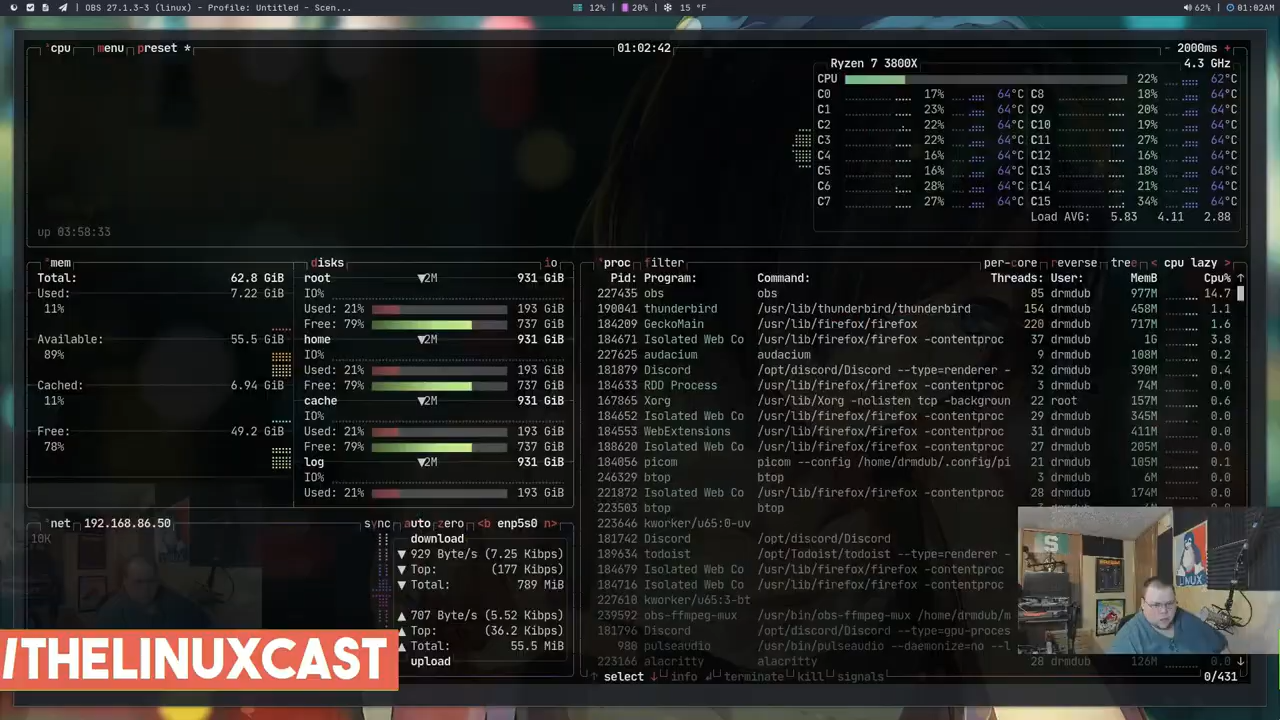 OBS 27.1.3-3 (linux) - Profile: Untitled - Scen... 12% 20% 15 °F 62% 01:02AM
cpu menu preset * 01:02:42 - 2000ms +
Ryzen 7 3800X 4.3 GHz
CPU 22% 62°C
C0 17% 64°C C8 18% 64°C
C1 23% 64°C C9 20% 64°C
C2 22% 64°C C10 19% 64°C
C3 22% 64°C C11 27% 64°C
C4 16% 64°C C12 16% 64°C
C5 16% 64°C C13 18% 64°C
C6 28% 64°C C14 21% 64°C
C7 27% 64°C C15 34% 64°C
Load AVG: 5.83 4.11 2.88
up 03:58:33
mem
Total: 62.8 GiB
Used: 7.22 GiB
11%
Available: 55.5 GiB
89%
Cached: 6.94 GiB
11%
Free: 49.2 GiB
78%
disks io
root ▼2M 931 GiB
IO%
Used: 21% 193 GiB
Free: 79% 737 GiB
home ▼2M 931 GiB
IO%
Used: 21% 193 GiB
Free: 79% 737 GiB
cache ▼2M 931 GiB
IO%
Used: 21% 193 GiB
Free: 79% 737 GiB
log ▼2M 931 GiB
IO%
Used: 21% 193 GiB
net 192.168.86.50 sync auto zero <b enp5s0 n>
10K
download
▼ 929 Byte/s (7.25 Kibps)
▼ Top: (177 Kibps)
▼ Total: 789 MiB
▲ 707 Byte/s (5.52 Kibps)
▲ Top: (36.2 Kibps)
▲ Total: 55.5 MiB
upload
proc filter per-core reverse tree < cpu lazy >
Pid: Program: Command: Threads: User: MemB Cpu% ↑
227435 obs obs 85 drmdub 977M 14.7
190041 thunderbird /usr/lib/thunderbird/thunderbird 154 drmdub 458M 1.1
184209 GeckoMain /usr/lib/firefox/firefox 220 drmdub 717M 1.6
184671 Isolated Web Co /usr/lib/firefox/firefox -contentproc 37 drmdub 1G 3.8
227625 audacium audacium 9 drmdub 108M 0.2
181879 Discord /opt/discord/Discord --type=renderer - 32 drmdub 390M 0.4
184633 RDD Process /usr/lib/firefox/firefox -contentproc 3 drmdub 74M 0.0
167865 Xorg /usr/lib/Xorg -nolisten tcp -backgroun 22 root 157M 0.6
184652 Isolated Web Co /usr/lib/firefox/firefox -contentproc 29 drmdub 345M 0.0
184553 WebExtensions /usr/lib/firefox/firefox -contentproc 31 drmdub 411M 0.0
188620 Isolated Web Co /usr/lib/firefox/firefox -contentproc 27 drmdub 205M 0.0
184056 picom picom --config /home/drmdub/.config/pi 21 drmdub 105M 0.1
246329 btop btop 3 drmdub 6M 0.0
221872 Isolated Web Co /usr/lib/firefox/firefox -contentproc 28 drmdub 174M 0.0
223503 btop btop 3 drmdub 7M 0.0
223646 kworker/u65:0-uv
181742 Discord /opt/discord/Discord
189634 todoist /opt/Todoist/todoist --type=renderer -
184679 Isolated Web Co /usr/lib/firefox/firefox -contentproc
184716 Isolated Web Co /usr/lib/firefox/firefox -contentproc
227610 kworker/u65:3-bt
239592 obs-ffmpeg-mux /usr/bin/obs-ffmpeg-mux /home/drmdub/m
181796 Discord /opt/discord/Discord --type=gpu-proces
980 pulseaudio /usr/bin/pulseaudio --daemonize=no --l
223166 alacritty alacritty 28 drmdub 126M 0.0 ↓
↑ select ↓ info ↲ terminate kill signals 0/431
LINUX
/THELINUXCAST